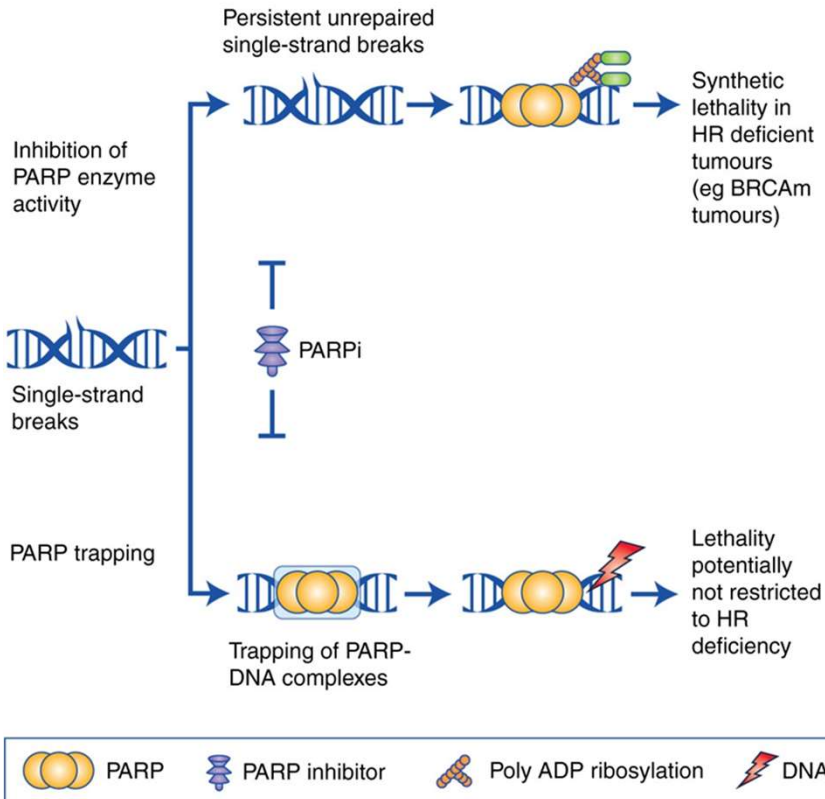 Persistent unrepaired
single-strand breaks
Inhibition of
PARP enzyme
activity
Synthetic
lethality in
HR deficient
tumours
(eg BRCAm
tumours)
PARPi
Single-strand
breaks
PARP trapping
Trapping of PARP-
DNA complexes
Lethality
potentially
not restricted
to HR
deficiency
PARP
PARP inhibitor
Poly ADP ribosylation
DNA